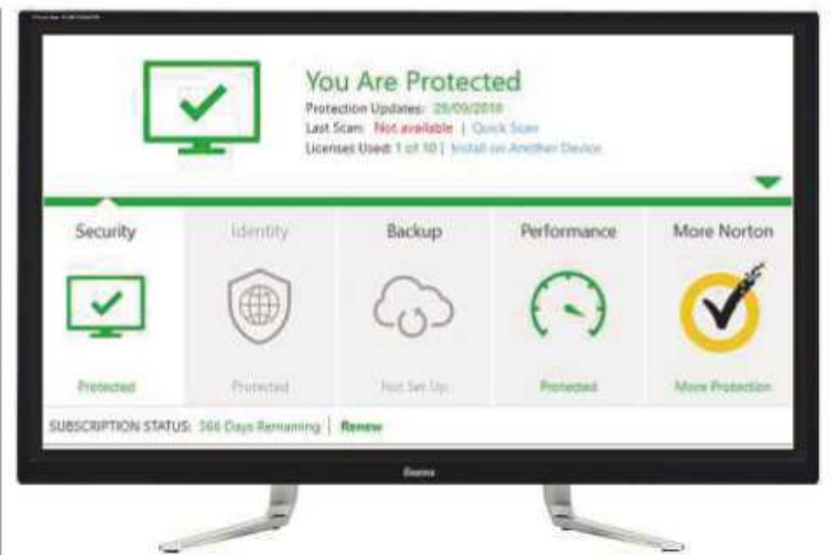 You Are Protected
Protection Updates: 29/09/2018
Last Scan: Not available | Quick Scan
Licenses Used: 1 of 10 | Install on Another Device
Security
Identity
Backup
Performance
More Norton
Protected
Protected
Not Set Up
Protected
More Protection
SUBSCRIPTION STATUS: 366 Days Remaining | Renew
iiyama